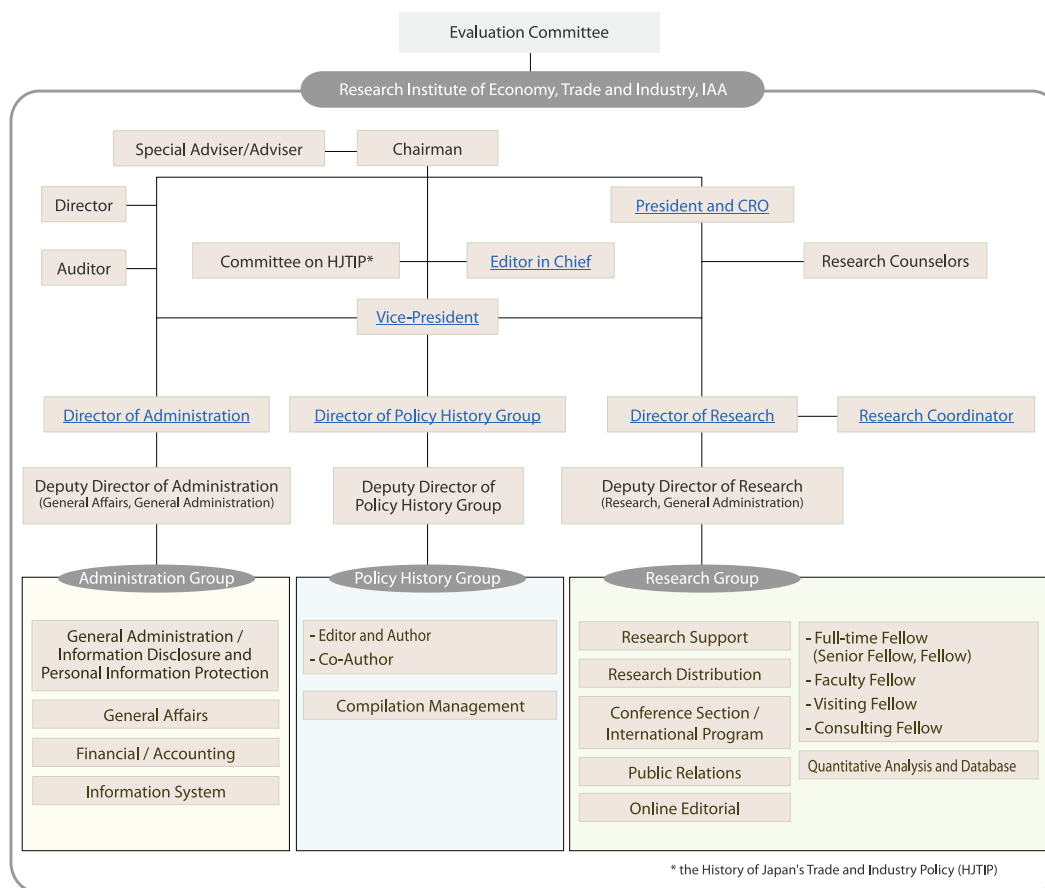 Evaluation Committee
Research Institute of Economy, Trade and Industry, IAA
Special Adviser/Adviser
Chairman
Director
President and CRO
Auditor
Committee on HJTIP*
Editor in Chief
Research Counselors
Vice-President
Director of Administration
Director of Policy History Group
Director of Research
Research Coordinator
Deputy Director of Administration
(General Affairs, General Administration)
Deputy Director of
Policy History Group
Deputy Director of Research
(Research, General Administration)
Administration Group
General Administration /
Information Disclosure and
Personal Information Protection
General Affairs
Financial / Accounting
Information System
Policy History Group
- Editor and Author
- Co-Author
Compilation Management
Research Group
Research Support
Research Distribution
Conference Section /
International Program
Public Relations
Online Editorial
- Full-time Fellow
(Senior Fellow, Fellow)
- Faculty Fellow
- Visiting Fellow
- Consulting Fellow
Quantitative Analysis and Database
* the History of Japan's Trade and Industry Policy (HJTIP)